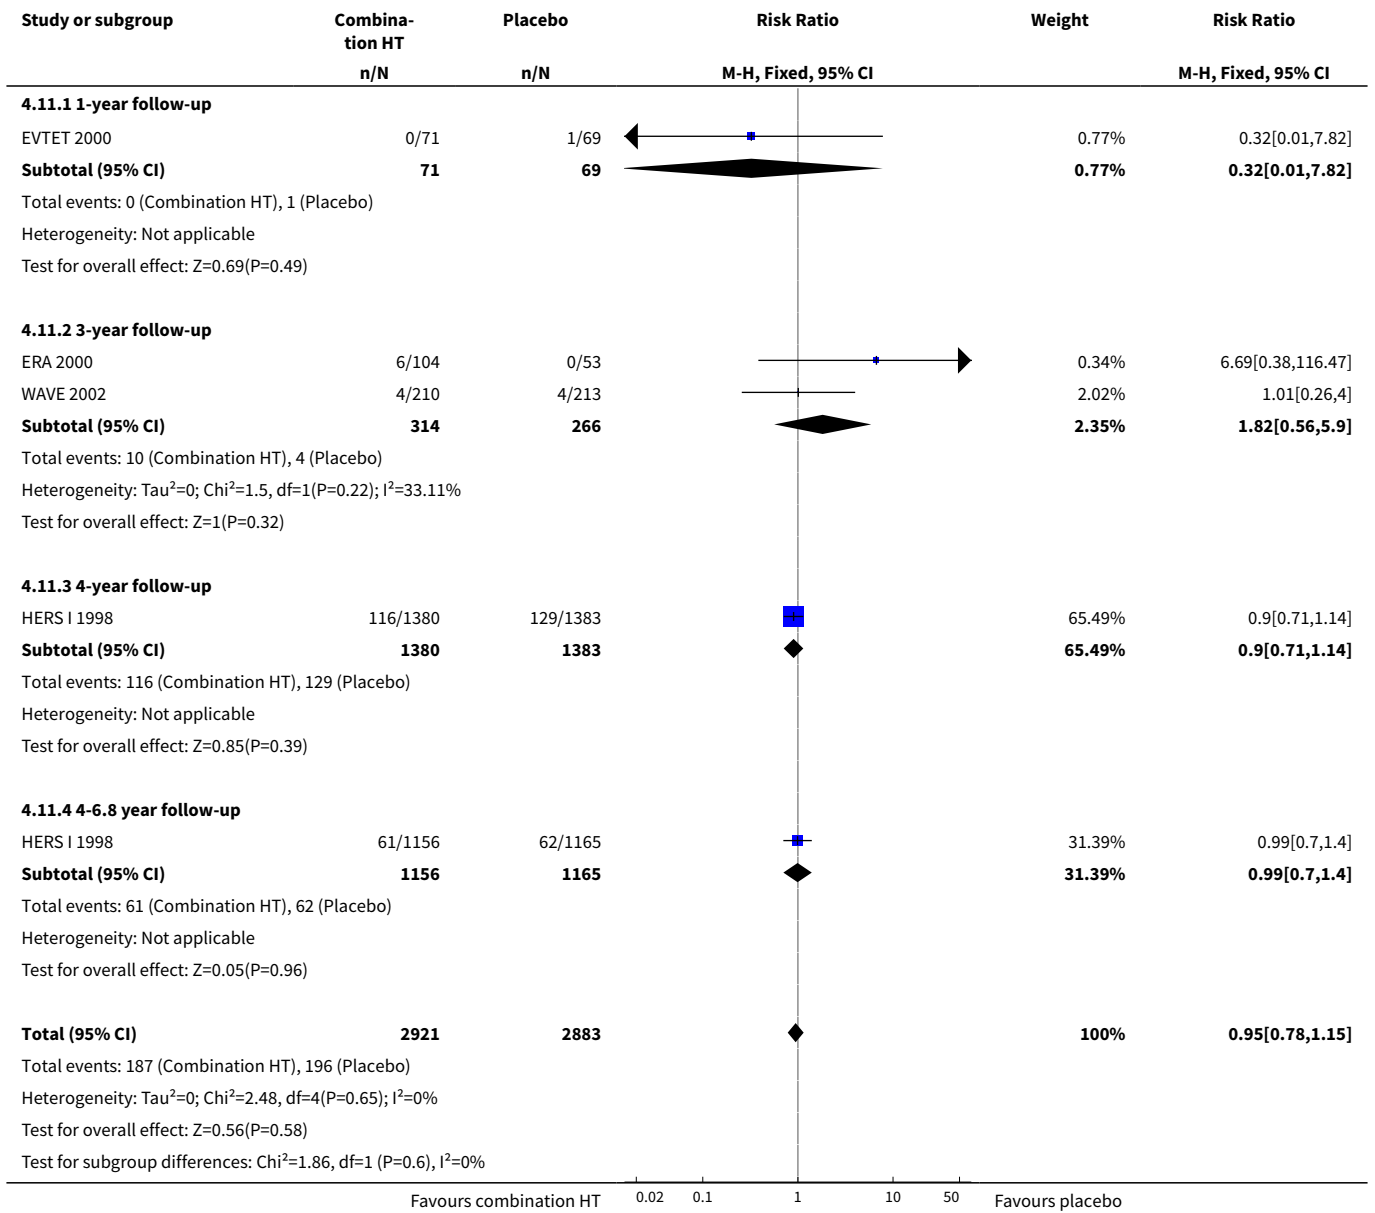 Study or subgroup Combina- Placebo Risk Ratio Weight Risk Ratio
tion HT
n/N n/N M-H, Fixed, 95% CI M-H, Fixed, 95% CI
4.11.1 1-year follow-up
EVTET 2000 0/71 1/69 0.77% 0.32[0.01,7.82]
Subtotal (95% CI) 71 69 0.77% 0.32[0.01,7.82]
Total events: 0 (Combination HT), 1 (Placebo)
Heterogeneity: Not applicable
Test for overall effect: Z=0.69(P=0.49)
4.11.2 3-year follow-up
ERA 2000 6/104 0/53 0.34% 6.69[0.38,116.47]
WAVE 2002 4/210 4/213 2.02% 1.01[0.26,4]
Subtotal (95% CI) 314 266 2.35% 1.82[0.56,5.9]
Total events: 10 (Combination HT), 4 (Placebo)
Heterogeneity: Tau²=0; Chi²=1.5, df=1(P=0.22); I²=33.11%
Test for overall effect: Z=1(P=0.32)
4.11.3 4-year follow-up
HERS I 1998 116/1380 129/1383 65.49% 0.9[0.71,1.14]
Subtotal (95% CI) 1380 1383 65.49% 0.9[0.71,1.14]
Total events: 116 (Combination HT), 129 (Placebo)
Heterogeneity: Not applicable
Test for overall effect: Z=0.85(P=0.39)
4.11.4 4-6.8 year follow-up
HERS I 1998 61/1156 62/1165 31.39% 0.99[0.7,1.4]
Subtotal (95% CI) 1156 1165 31.39% 0.99[0.7,1.4]
Total events: 61 (Combination HT), 62 (Placebo)
Heterogeneity: Not applicable
Test for overall effect: Z=0.05(P=0.96)
Total (95% CI) 2921 2883 100% 0.95[0.78,1.15]
Total events: 187 (Combination HT), 196 (Placebo)
Heterogeneity: Tau²=0; Chi²=2.48, df=4(P=0.65); I²=0%
Test for overall effect: Z=0.56(P=0.58)
Test for subgroup differences: Chi²=1.86, df=1 (P=0.6), I²=0%
Favours combination HT 0.02 0.1 1 10 50 Favours placebo